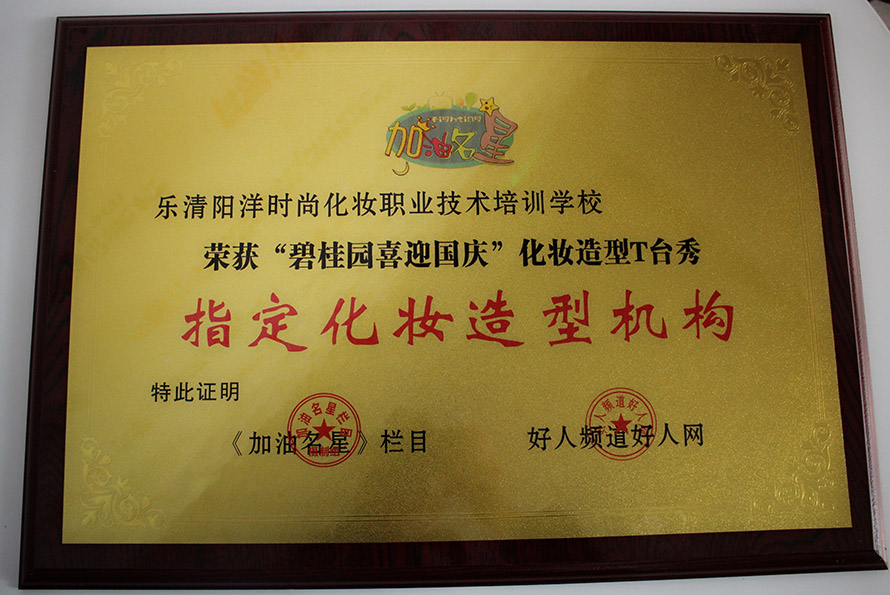 加油名星
乐清阳洋时尚化妆职业技术培训学校
荣获“碧桂园喜迎国庆”化妆造型T台秀
指定化妆造型机构
特此证明
《加油名星》栏目
好人频道好人网